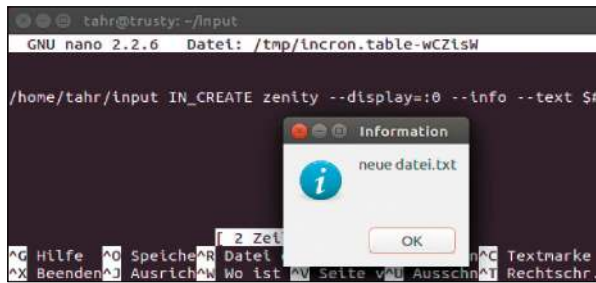 tahr@trusty: ~/input
GNU nano 2.2.6 Datei: /tmp/incron.table-wCZisW
/home/tahr/input IN_CREATE zenity --display=:0 --info --text $#
Information
neue datei.txt
OK
[ 2 Zei
^G Hilfe ^O Speiche ^R Datei ^C Textmarke
^X Beenden ^J Ausrich ^W Wo ist ^V Seite v ^U Ausschn ^T Rechtschr.